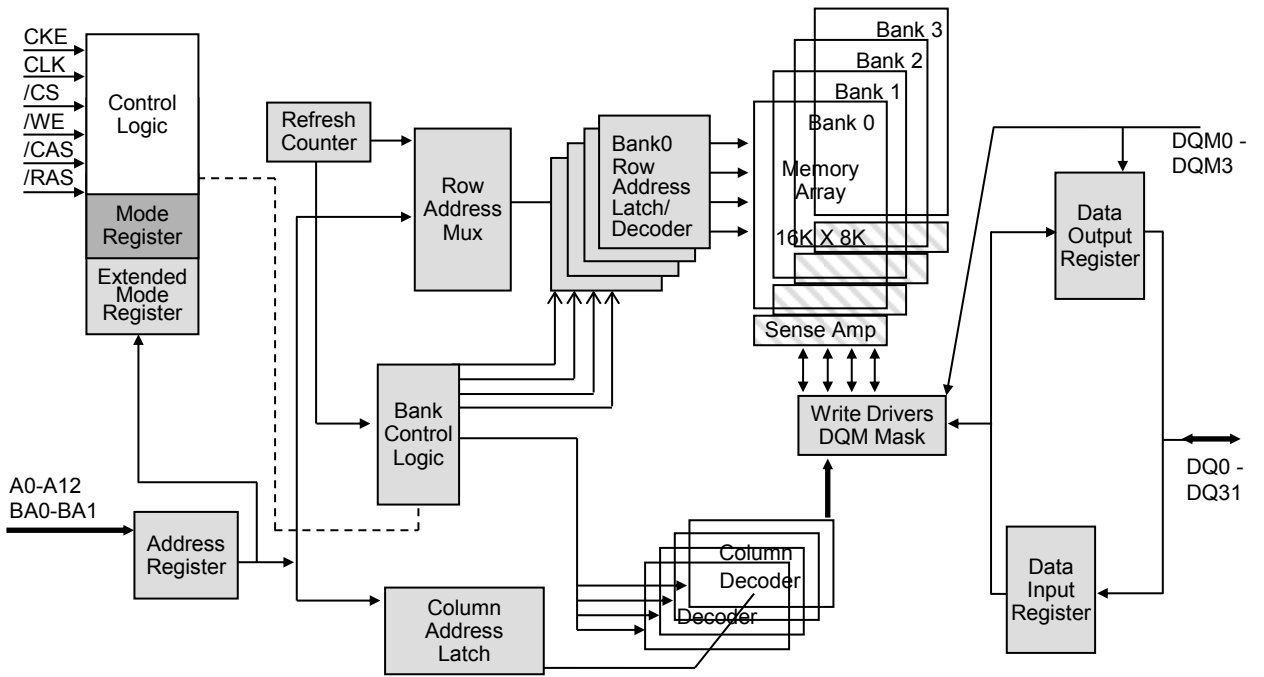 CKE
CLK
/CS
/WE
/CAS
/RAS
Control
Logic
Mode
Register
Extended
Mode
Register
Refresh
Counter
Row
Address
Mux
Bank0
Row
Address
Latch/
Decoder
Bank 3
Bank 2
Bank 1
Bank 0
Memory
Array
16K X 8K
Sense Amp
DQM0 -
DQM3
Data
Output
Register
Bank
Control
Logic
Write Drivers
DQM Mask
DQ0 -
DQ31
A0-A12
BA0-BA1
Address
Register
Column
Address
Latch
Column
Decoder
Decoder
Data
Input
Register